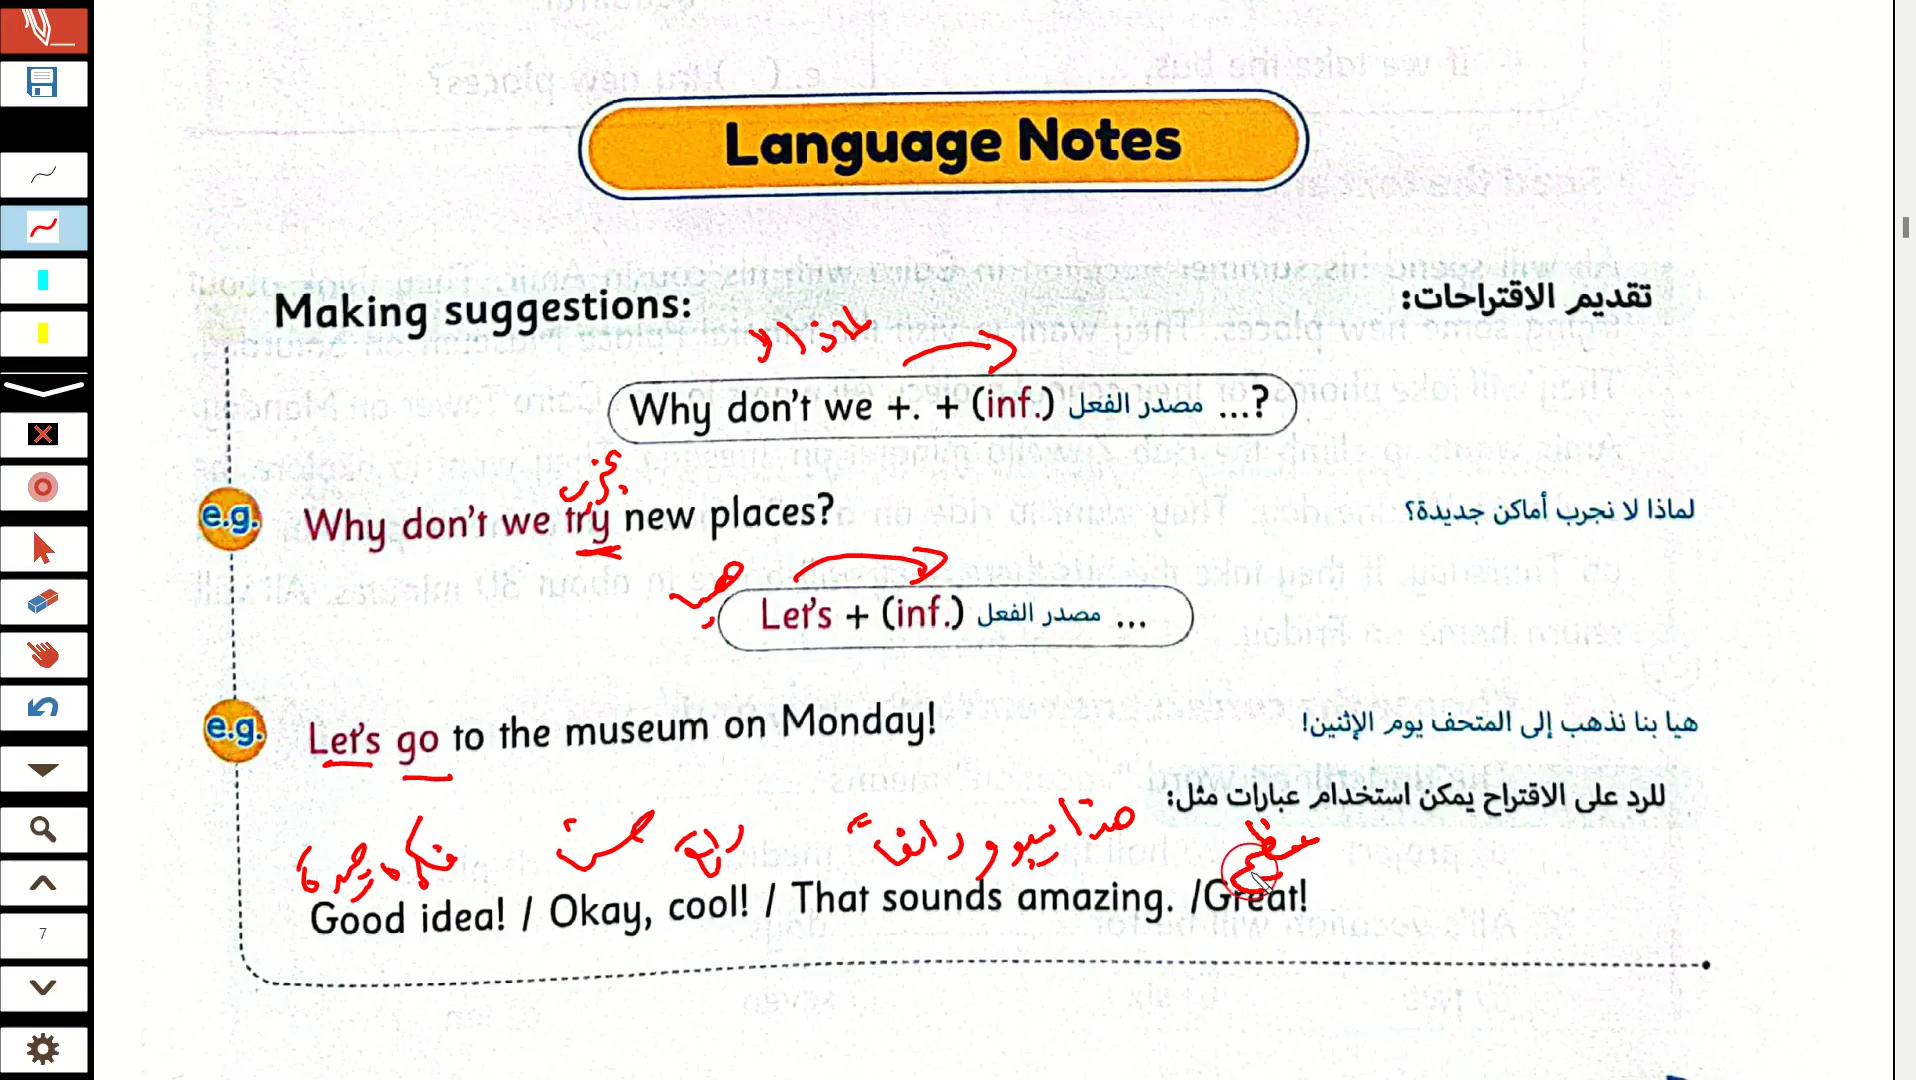 Language Notes
Making suggestions: تقديم الاقتراحات:
لماذا لا
Why don't we +. + (inf.) مصدر الفعل ...?
نجرب
Why don't we try new places? لماذا لا نجرب أماكن جديدة؟
e.g.
هيا بنا
Let's + (inf.) مصدر الفعل ...
e.g.
Let's go to the museum on Monday! هيا بنا نذهب إلى المتحف يوم الإثنين!
للرد على الاقتراح يمكن استخدام عبارات مثل:
فكرة جيدة حسناً رائع هذا يبدو رائعاً عظيم
Good idea! / Okay, cool! / That sounds amazing. /Great!
7